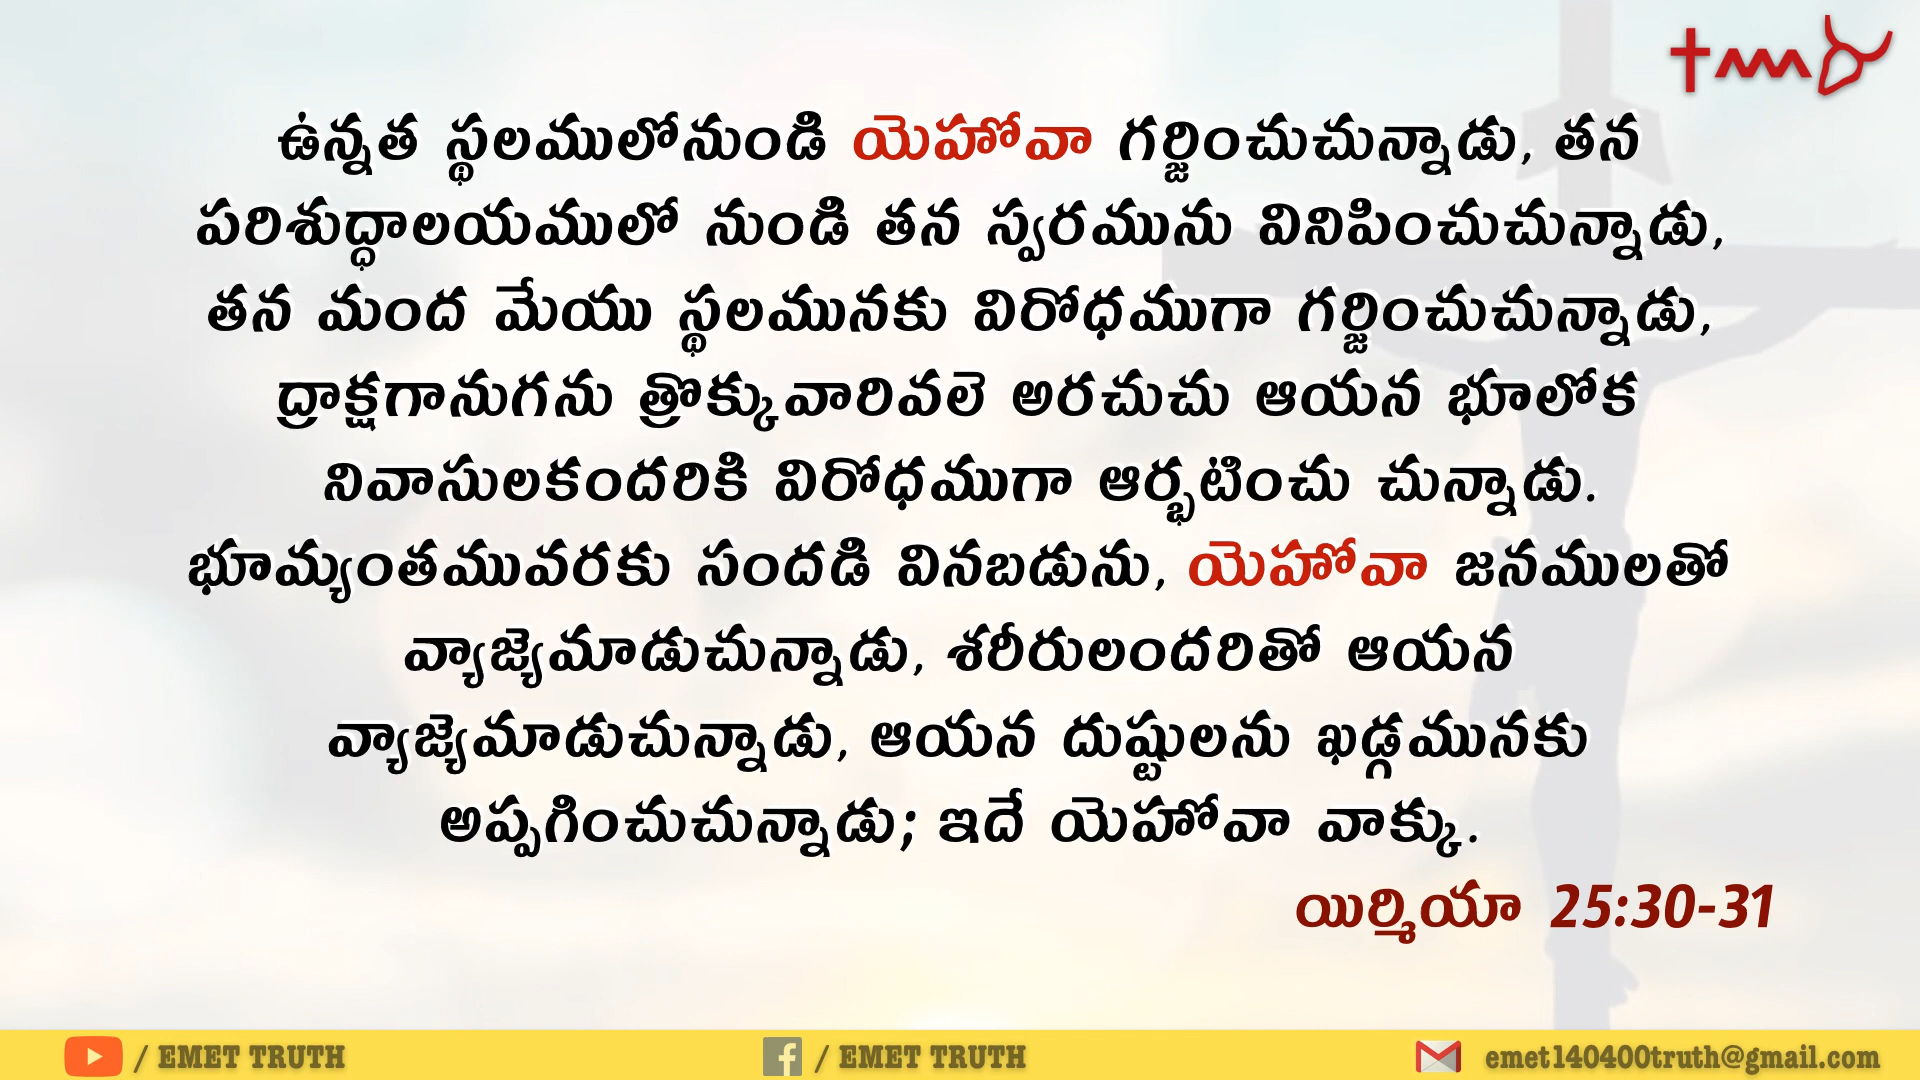 ఉన్నత స్థలములోనుండి యెహోవా గర్జించుచున్నాడు, తన
పరిశుద్ధాలయములో నుండి తన స్వరమును వినిపించుచున్నాడు,
తన మంద మేయు స్థలమునకు విరోధముగా గర్జించుచున్నాడు,
ద్రాక్షగానుగను త్రొక్కువారివలె అరచుచు ఆయన భూలోక
నివాసులకందరికి విరోధముగా ఆర్భటించు చున్నాడు.
భూమ్యంతమువరకు సందడి వినబడును, యెహోవా జనములతో
వ్యాజ్యెమాడుచున్నాడు, శరీరులందరితో ఆయన
వ్యాజ్యెమాడుచున్నాడు, ఆయన దుష్టులను ఖడ్గమునకు
అప్పగించుచున్నాడు; ఇదే యెహోవా వాక్కు.
యిర్మియా 25:30-31
/ EMET TRUTH / EMET TRUTH emet140400truth@gmail.com